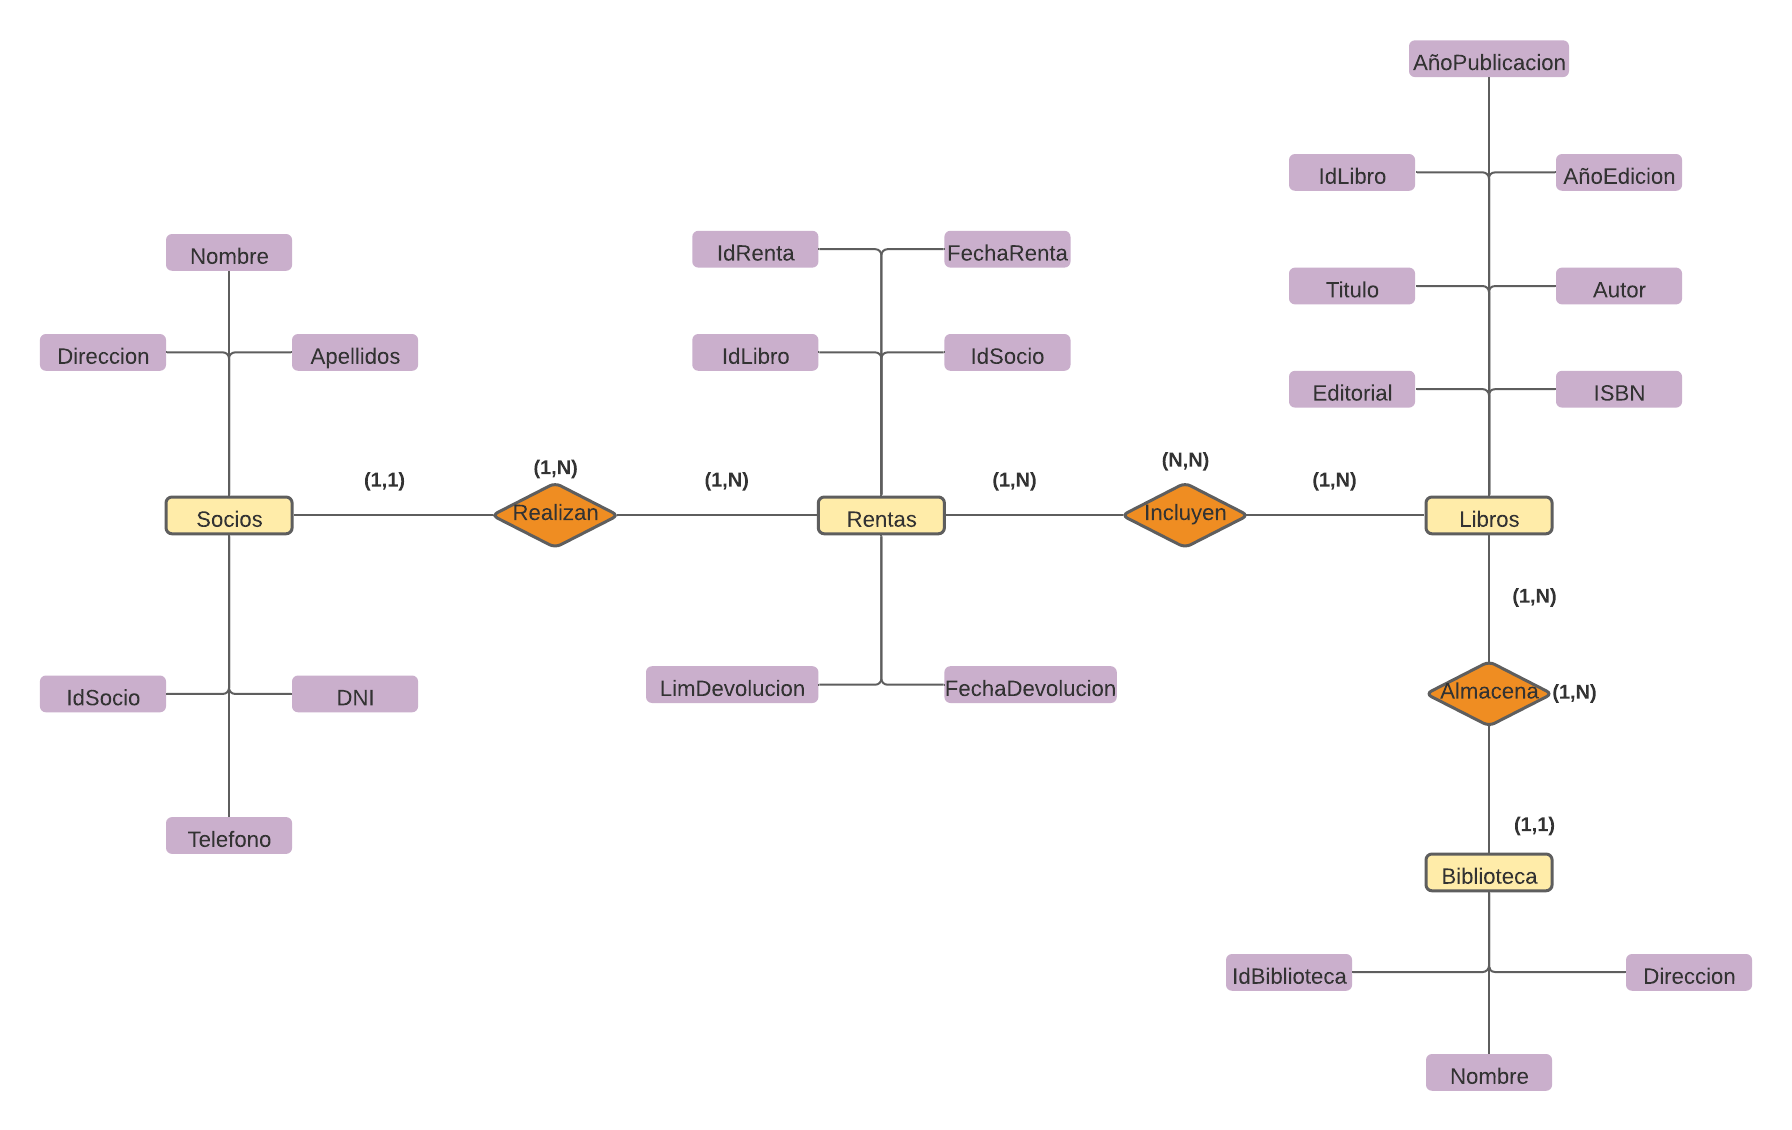 AñoPublicacion
IdLibro
AñoEdicion
Nombre
IdRenta
FechaRenta
Titulo
Autor
Direccion
Apellidos
IdLibro
IdSocio
Editorial
ISBN
(1,1)
(1,N)
(1,N)
(1,N)
(N,N)
(1,N)
Socios
Realizan
Rentas
Incluyen
Libros
(1,N)
IdSocio
DNI
LimDevolucion
FechaDevolucion
Almacena
(1,N)
Telefono
(1,1)
Biblioteca
IdBiblioteca
Direccion
Nombre